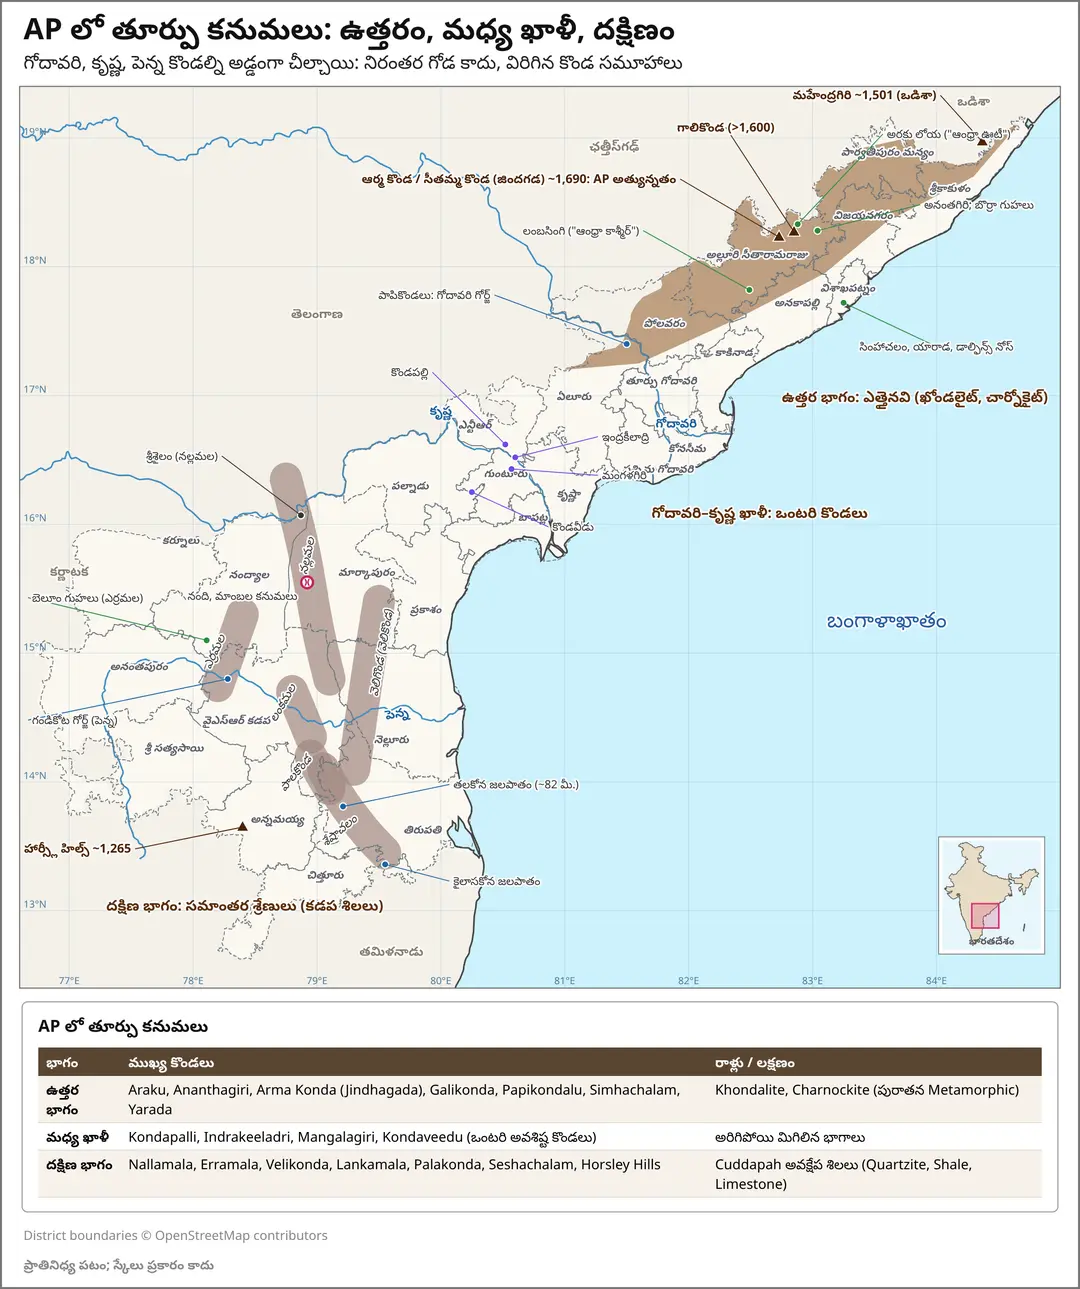 AP లో తూర్పు కనుమలు: ఉత్తరం, మధ్య ఖాళీ, దక్షిణం
గోదావరి, కృష్ణ, పెన్న కొండల్ని అడ్డంగా చీల్చాయి: నిరంతర గోడ కాదు, విరిగిన కొండ సమూహాలు
మహేంద్రగిరి ~1,501 (ఒడిశా)
ఒడిశా
గాలికొండ (>1,600)
19°N
అరకు లోయ ("ఆంధ్రా ఊటీ")
ఛత్తీస్‌గఢ్
పార్వతీపురం మన్యం
ఆర్మ కొండ / సీతమ్మ కొండ (జిందగడ) ~1,690: AP అత్యున్నతం
శ్రీకాకుళం
అనంతగిరి; బొర్రా గుహలు
విజయనగరం
లంబసింగి ("ఆంధ్రా కాశ్మీర్")
అల్లూరి సీతారామరాజు
18°N
విశాఖపట్నం
పాపికొండలు: గోదావరి గోర్జ్
అనకాపల్లి
తెలంగాణ
పోలవరం
సింహాచలం, యారాడ, డాల్ఫిన్స్ నోస్
కాకినాడ
కొండపల్లి
తూర్పు గోదావరి
17°N
ఏలూరు
ఉత్తర భాగం: ఎత్తైనవి (ఖోండలైట్, చార్నోకైట్)
కృష్ణ
ఎన్టీఆర్
గోదావరి
ఇంద్రకీలాద్రి
కోనసీమ
శ్రీశైలం (నల్లమల)
గుంటూరు
మంగళగిరి
గోదావరి
పల్నాడు
కృష్ణా
గోదావరి–కృష్ణ ఖాళీ: ఒంటరి కొండలు
16°N
బాపట్ల
కొండవీడు
కర్నూలు
నల్లమల
కర్ణాటక
నంద్యాల
మార్కాపురం
బెలూం గుహలు (ఎర్రమల)
నంది, మాంబల కనుమలు
ప్రకాశం
బంగాళాఖాతం
15°N
ఎర్రమల
వెలిగొండ (వెలికొండ)
అనంతపురం
లంకమల
గండికోట గోర్జ్ (పెన్న)
వైఎస్ఆర్ కడప
పెన్న
శ్రీ సత్యసాయి
నెల్లూరు
14°N
పాలకొండ
తలకోన జలపాతం (~82 మీ.)
అన్నమయ్య
శేషాచలం
తిరుపతి
హార్స్లీ హిల్స్ ~1,265
చిత్తూరు
కైలాసకోన జలపాతం
13°N
దక్షిణ భాగం: సమాంతర శ్రేణులు (కడప శిలలు)
భారతదేశం
తమిళనాడు
77°E 78°E 79°E 80°E 81°E 82°E 83°E 84°E
AP లో తూర్పు కనుమలు
భాగం ముఖ్య కొండలు రాళ్లు / లక్షణం
ఉత్తర Araku, Ananthagiri, Arma Konda (Jindhagada), Galikonda, Papikondalu, Simhachalam, Khondalite, Charnockite (పురాతన Metamorphic)
భాగం Yarada
మధ్య ఖాళీ Kondapalli, Indrakeeladri, Mangalagiri, Kondaveedu (ఒంటరి అవశిష్ట కొండలు) అరిగిపోయి మిగిలిన భాగాలు
దక్షిణ భాగం Nallamala, Erramala, Velikonda, Lankamala, Palakonda, Seshachalam, Horsley Hills Cuddapah అవక్షేప శిలలు (Quartzite, Shale,
Limestone)
District boundaries © OpenStreetMap contributors
ప్రాతినిధ్య పటం; స్కేలు ప్రకారం కాదు